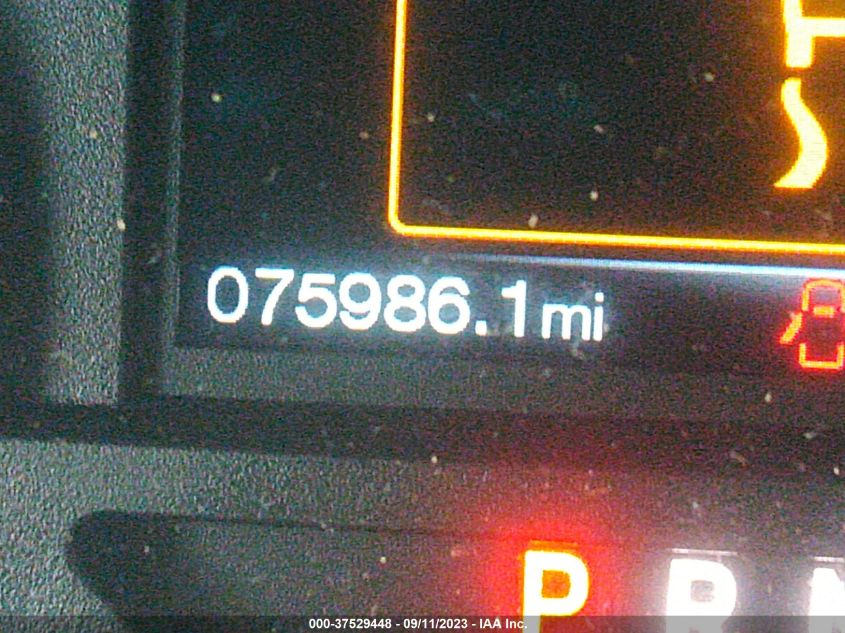 075986.1mi
P R N
000-37529448 - 09/11/2023 - IAA Inc.